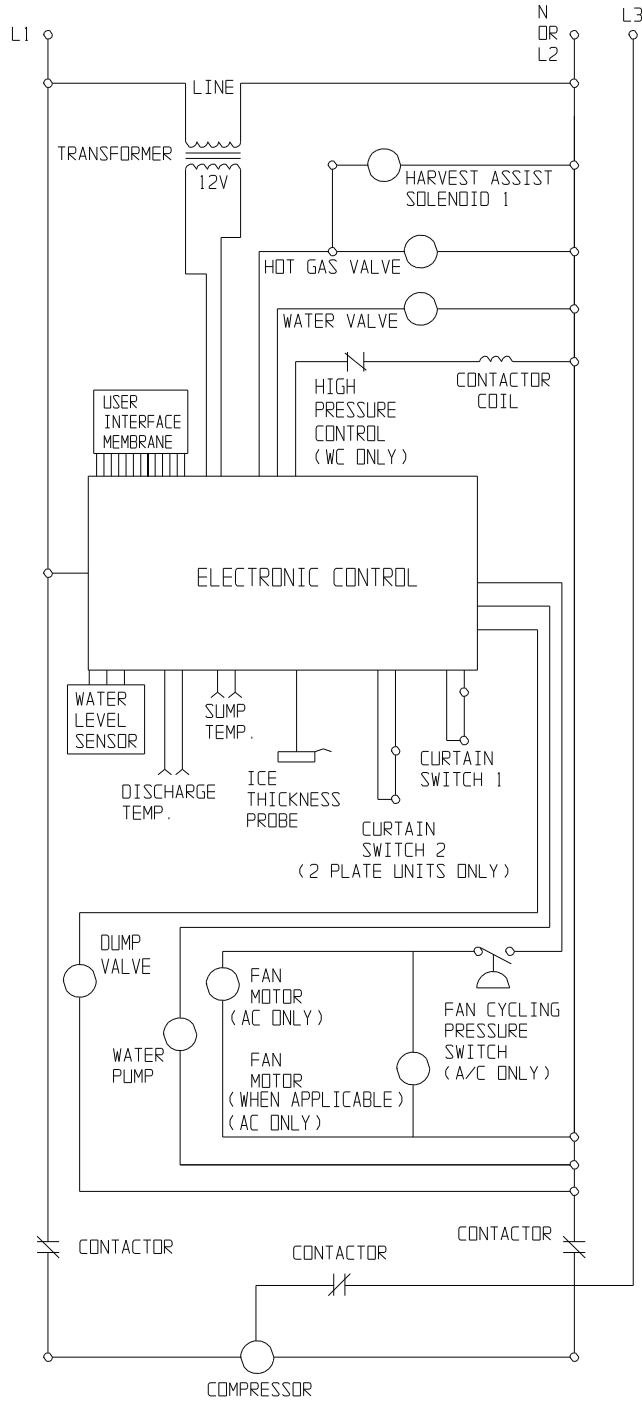 L1
N
OR
L2
L3
LINE
TRANSFORMER
12V
HARVEST ASSIST
SOLENOID 1
HOT GAS VALVE
WATER VALVE
HIGH
PRESSURE
CONTROL
(WC ONLY)
CONTACTOR
COIL
USER
INTERFACE
MEMBRANE
ELECTRONIC CONTROL
WATER
LEVEL
SENSOR
SUMP
TEMP.
DISCHARGE
TEMP.
ICE
THICKNESS
PROBE
CURTAIN
SWITCH 1
CURTAIN
SWITCH 2
(2 PLATE UNITS ONLY)
DUMP
VALVE
WATER
PUMP
FAN
MOTOR
(AC ONLY)
FAN
MOTOR
(WHEN APPLICABLE)
(AC ONLY)
FAN CYCLING
PRESSURE
SWITCH
(A/C ONLY)
CONTACTOR
CONTACTOR
CONTACTOR
COMPRESSOR